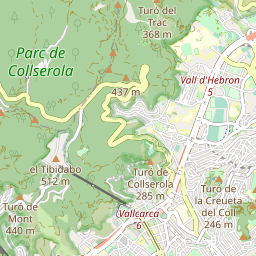 Turó del
Trac
368 m
Parc de
Collserola
Vall d'Hebron
5
437 m
el Tibidabo
512 m
Turó de
Collserola
285 m
Turó de
la Creueta
del Coll
246 m
Turó de
Mont
440 m
(Vallcarca
6